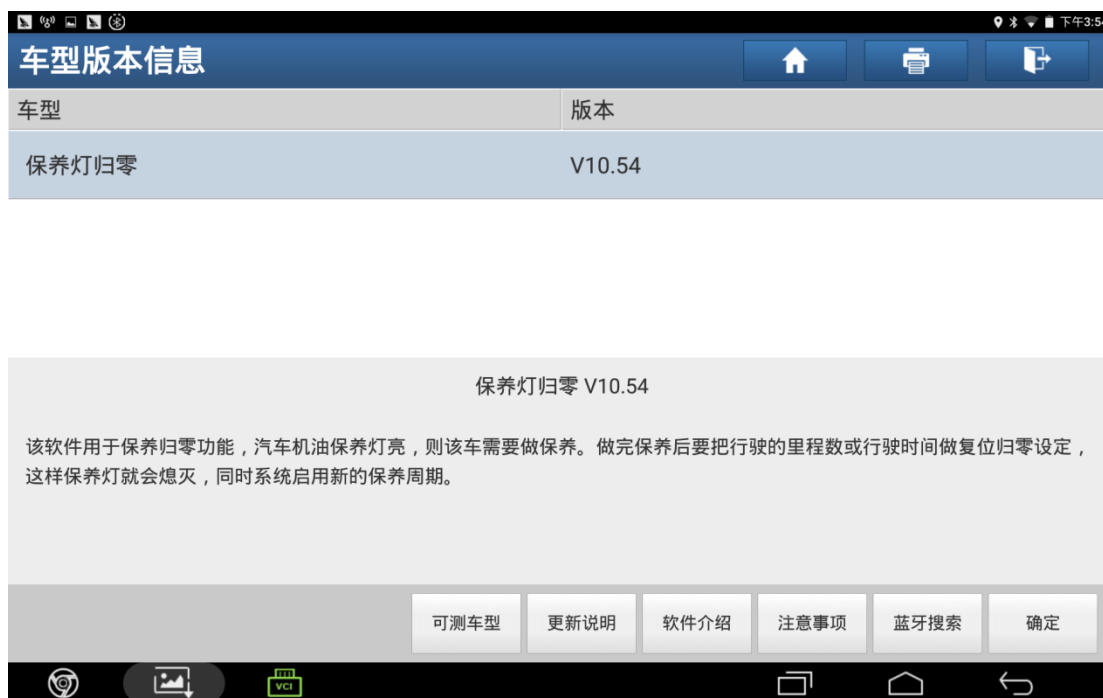 下午3:54
车型版本信息
车型 版本
保养灯归零 V10.54
保养灯归零 V10.54
该软件用于保养归零功能，汽车机油保养灯亮，则该车需要做保养。做完保养后要把行驶的里程数或行驶时间做复位归零设定，
这样保养灯就会熄灭，同时系统启用新的保养周期。
可测车型 更新说明 软件介绍 注意事项 蓝牙搜索 确定
VCI